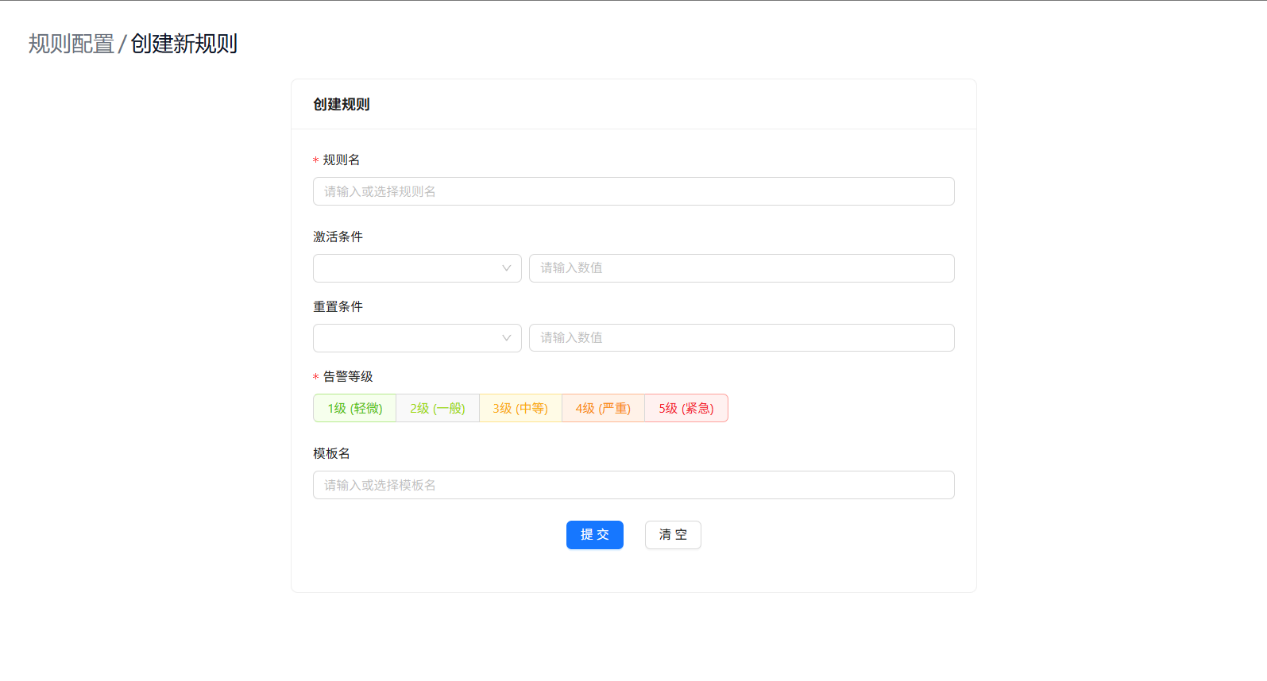 规则配置 / 创建新规则
创建规则
* 规则名
请输入或选择规则名
激活条件
请输入数值
重置条件
请输入数值
* 告警等级
1级 (轻微) 2级 (一般) 3级 (中等) 4级 (严重) 5级 (紧急)
模板名
请输入或选择模板名
提 交 清 空